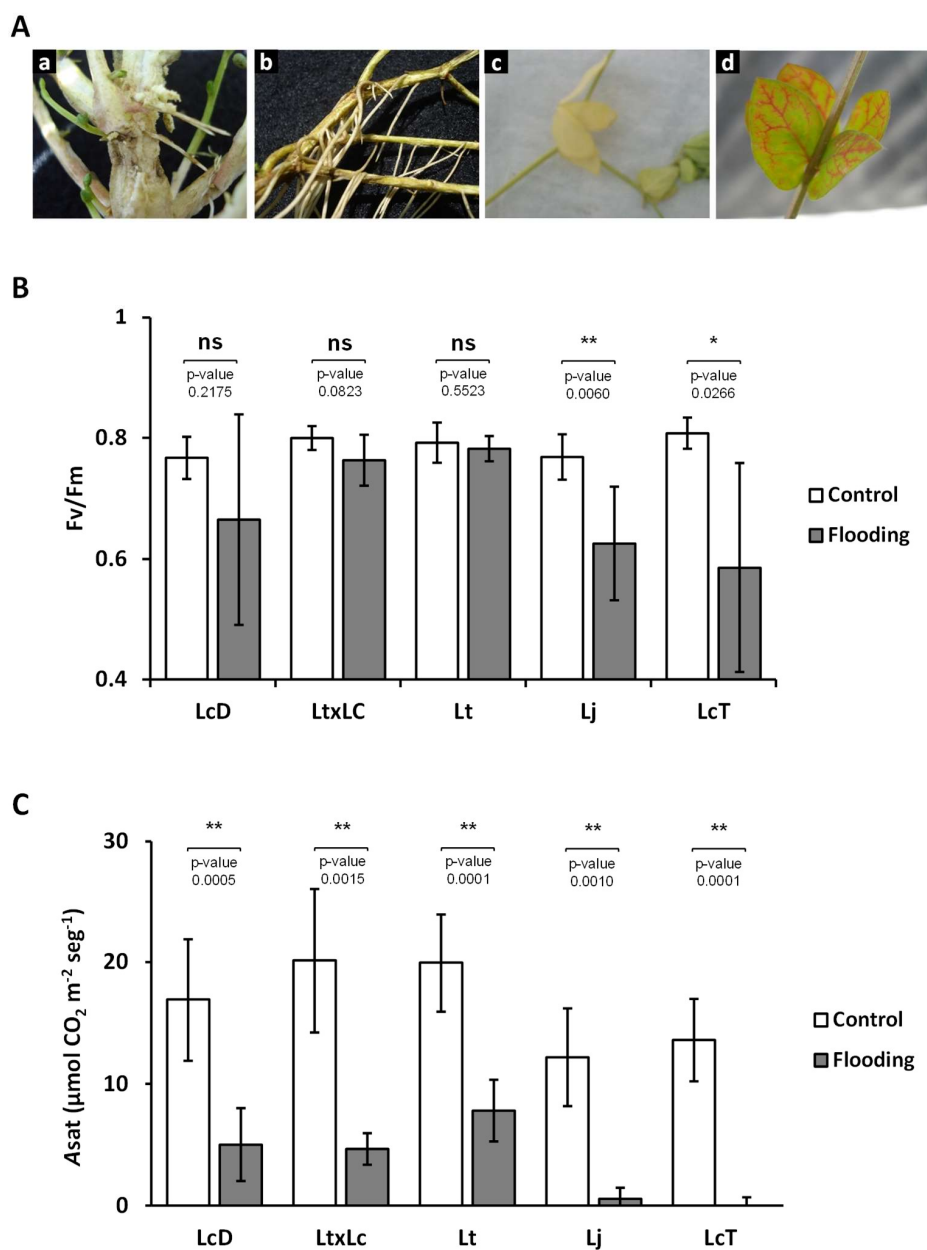 A
a b c d
B
1
0.8
0.6
0.4
Fv/Fm
ns ns ns ** *
p-value p-value p-value p-value p-value
0.2175 0.0823 0.5523 0.0060 0.0266
Control
Flooding
LcD LtxLC Lt Lj LcT
C
30
20
10
0
Asat (µmol CO₂ m⁻² seg⁻¹)
** ** ** ** **
p-value p-value p-value p-value p-value
0.0005 0.0015 0.0001 0.0010 0.0001
Control
Flooding
LcD LtxLc Lt Lj LcT